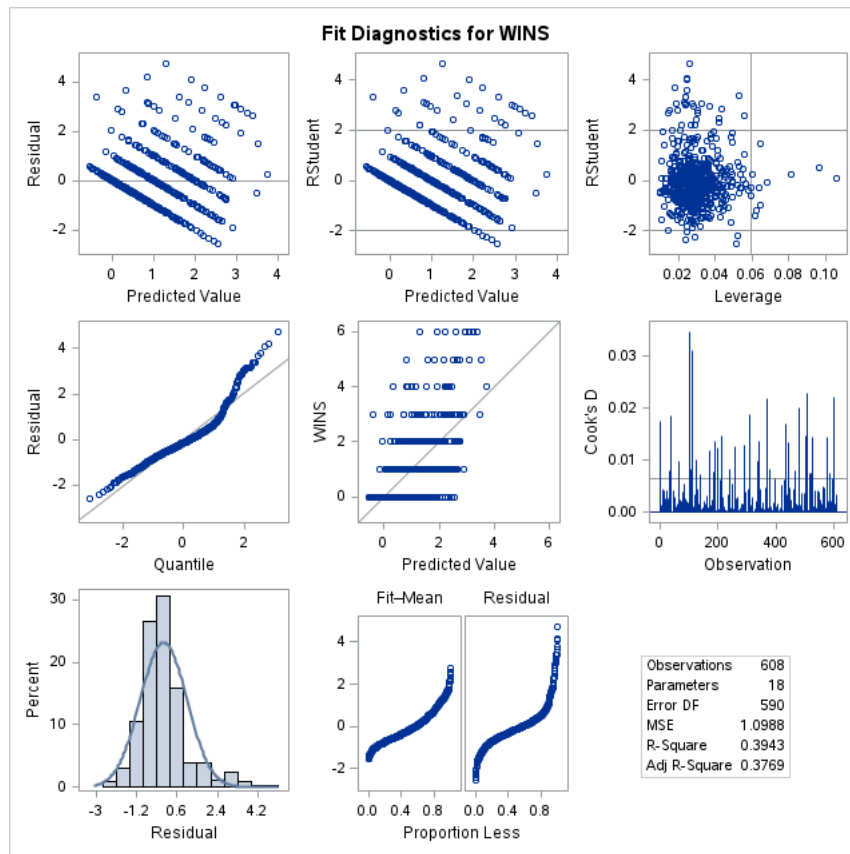 Fit Diagnostics for WINS
Residual
4
2
0
-2
0 1 2 3 4
Predicted Value
RStudent
4
2
0
-2
0 1 2 3 4
Predicted Value
RStudent
4
2
0
-2
0.02 0.04 0.06 0.08 0.10
Leverage
Residual
4
2
0
-2
-2 0 2
Quantile
WINS
6
4
2
0
0 2 4 6
Predicted Value
Cook's D
0.03
0.02
0.01
0.00
0 200 400 600
Observation
Percent
30
20
10
0
-3 -1.2 0.6 2.4 4.2
Residual
Fit–Mean Residual
4
2
0
-2
0.0 0.4 0.8 0.0 0.4 0.8
Proportion Less
Observations 608
Parameters 18
Error DF 590
MSE 1.0988
R-Square 0.3943
Adj R-Square 0.3769